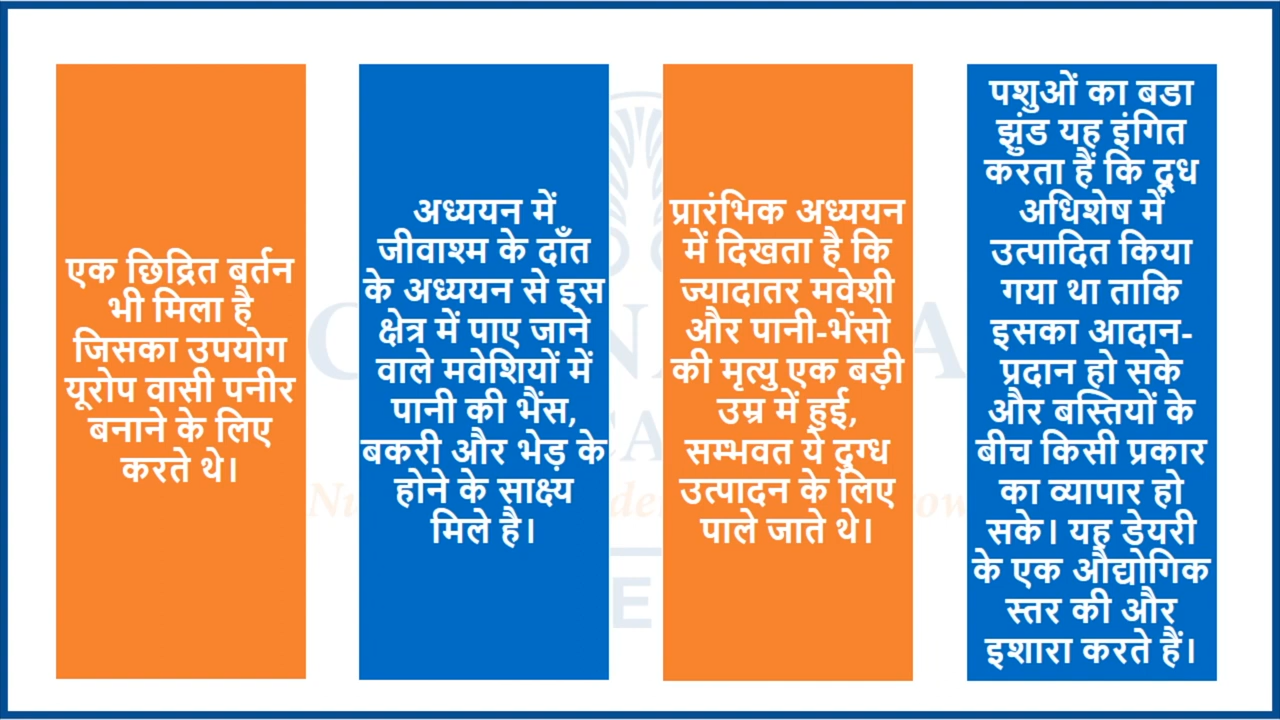 एक छिद्रित बर्तन
भी मिला है
जिसका उपयोग
यूरोप वासी पनीर
बनाने के लिए
करते थे।
अध्ययन में
जीवाश्म के दाँत
के अध्ययन से इस
क्षेत्र में पाए जाने
वाले मवेशियों में
पानी की भैंस,
बकरी और भेड़ के
होने के साक्ष्य
मिले है।
प्रारंभिक अध्ययन
में दिखता है कि
ज्यादातर मवेशी
और पानी-भेंसो
की मृत्यु एक बड़ी
उम्र में हुई,
सम्भवत ये दुग्ध
उत्पादन के लिए
पाले जाते थे।
पशुओं का बडा
झुंड यह इंगित
करता हैं कि दूध
अधिशेष में
उत्पादित किया
गया था ताकि
इसका आदान-
प्रदान हो सके
और बस्तियों के
बीच किसी प्रकार
का व्यापार हो
सके। यह डेयरी
के एक औद्योगिक
स्तर की और
इशारा करते हैं।